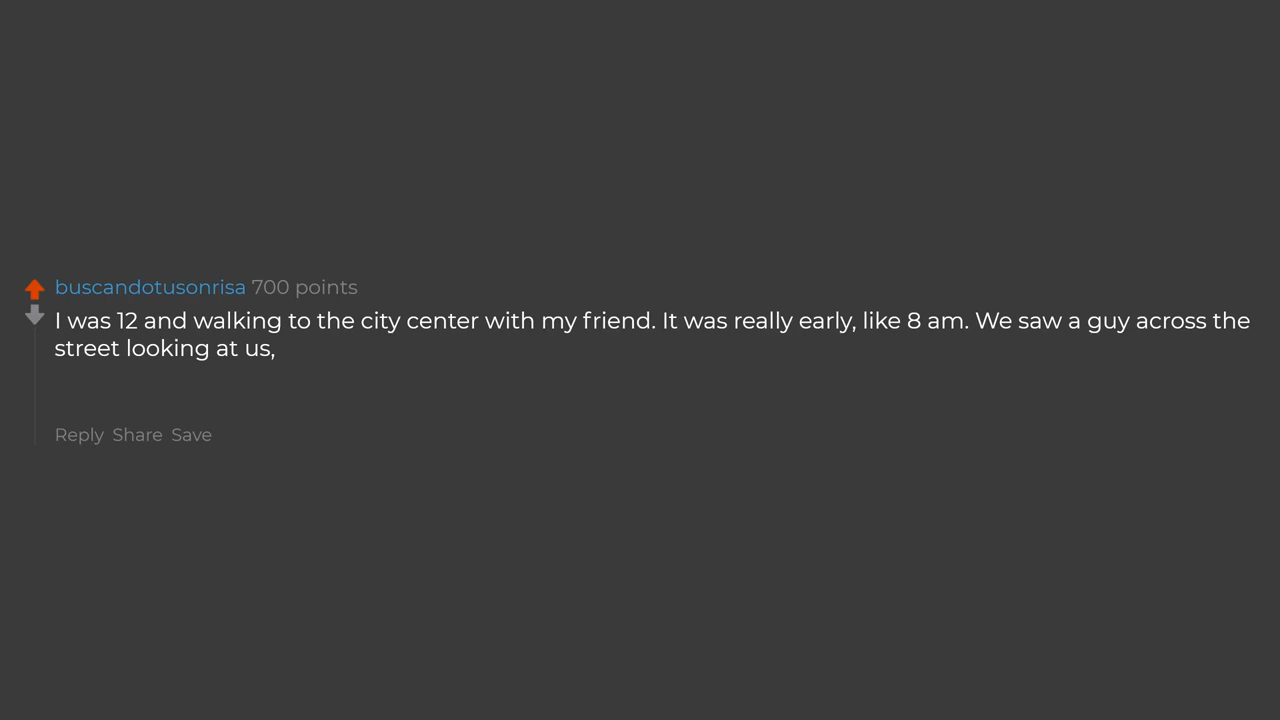 buscandotusonrisa 700 points
I was 12 and walking to the city center with my friend. It was really early, like 8 am. We saw a guy across the
street looking at us,
Reply Share Save